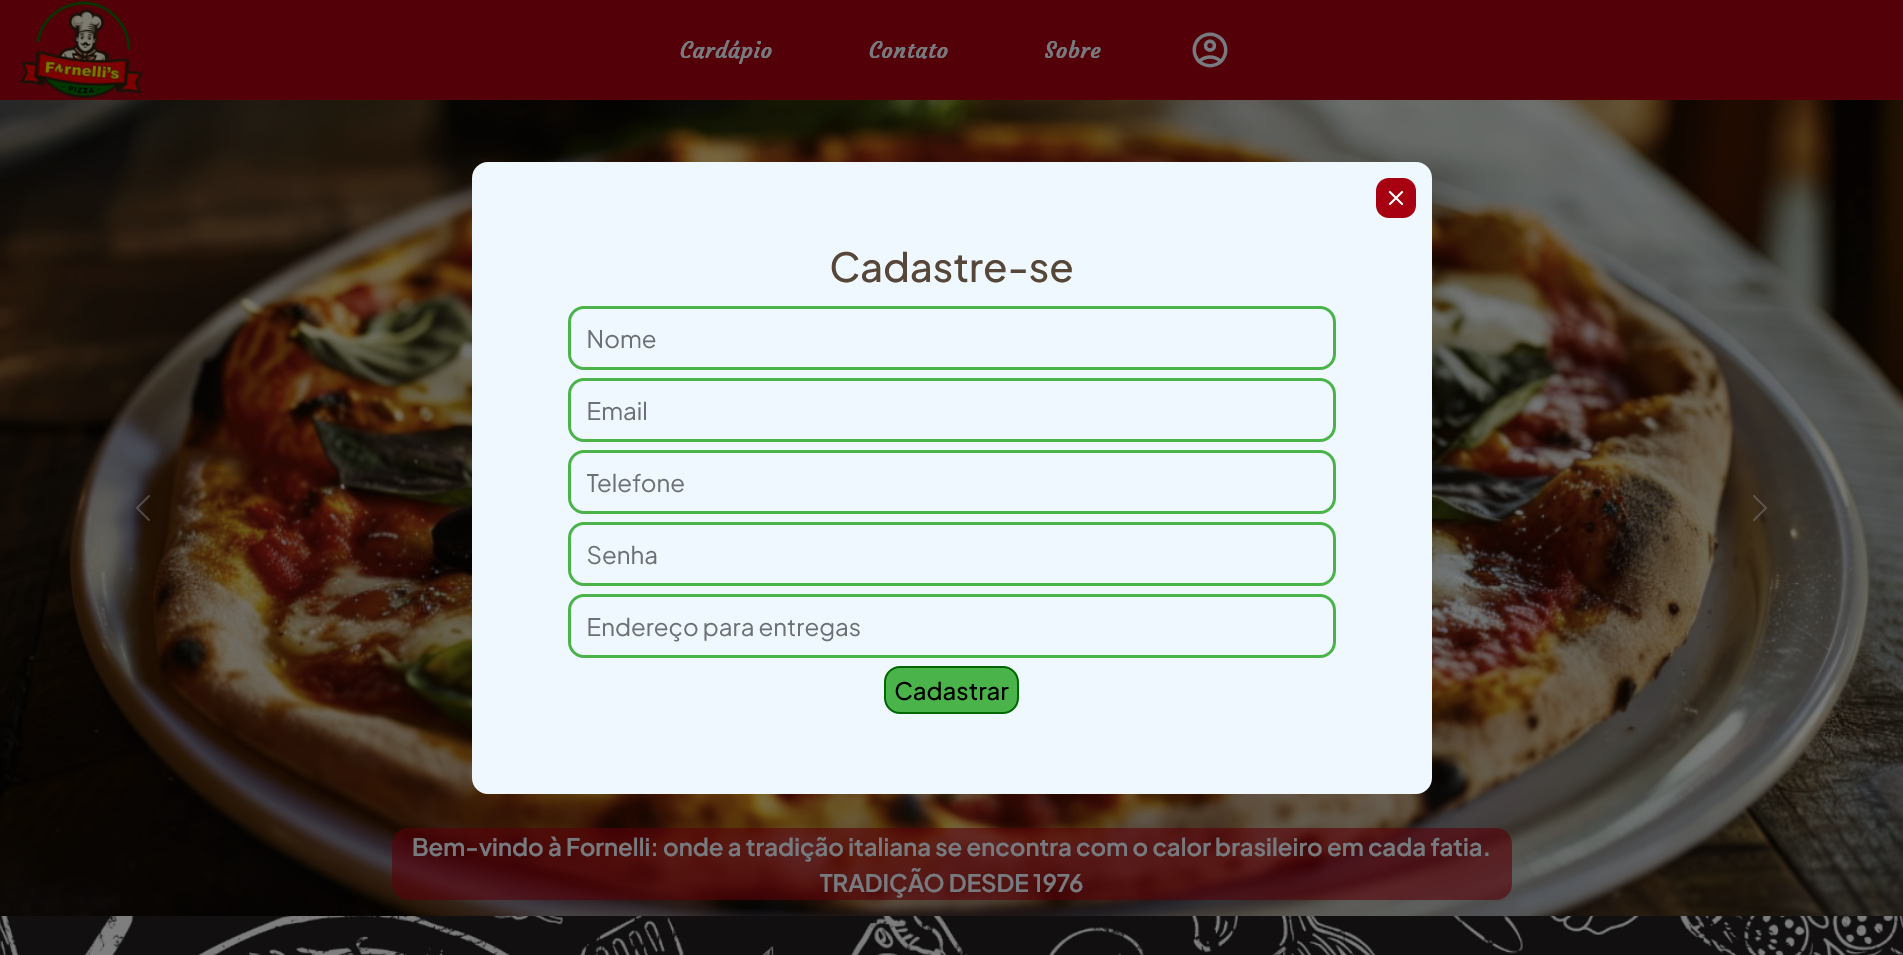 Fornelli's
PIZZA
Cardápio
Contato
Sobre
Cadastre-se
Nome
Email
Telefone
Senha
Endereço para entregas
Cadastrar
Bem-vindo à Fornelli: onde a tradição italiana se encontra com o calor brasileiro em cada fatia.
TRADIÇÃO DESDE 1976